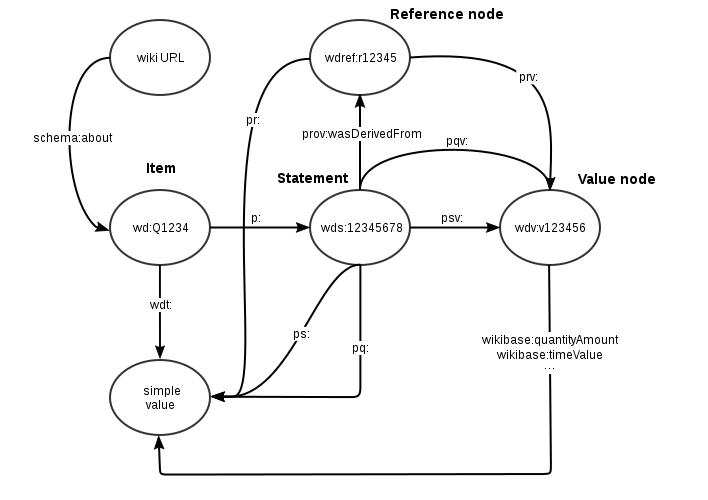 Reference node
wiki URL
wdref:r12345
prv:
pr:
schema:about
prov:wasDerivedFrom
pqv:
Item
Statement
Value node
wd:Q1234
p:
wds:12345678
psv:
wdv:v123456
wdt:
ps:
pq:
wikibase:quantityAmount
wikibase:timeValue
...
simple
value